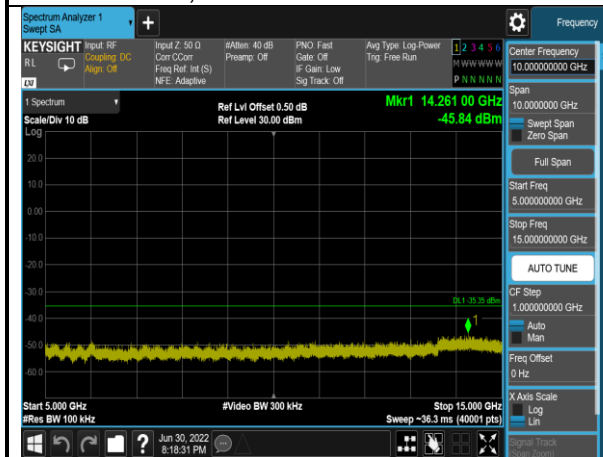 Spectrum Analyzer 1
Swept SA
Frequency
KEYSIGHT
RL
LXI
Input: RF
Coupling: DC
Align: Off
Input Z: 50 Ω
Corr CCorr
Freq Ref: Int (S)
NFE: Adaptive
#Atten: 40 dB
Preamp: Off
PNO: Fast
Gate: Off
IF Gain: Low
Sig Track: Off
Avg Type: Log-Power
Trig: Free Run
1 2 3 4 5 6
M W W W W W
P N N N N N
1 Spectrum
Scale/Div 10 dB
Log
Ref Lvl Offset 0.50 dB
Ref Level 30.00 dBm
Mkr1 14.261 00 GHz
-45.84 dBm
20.0
10.0
0.00
-10.0
-20.0
-30.0
-40.0
-50.0
-60.0
DL1 -35.35 dBm
1
Start 5.000 GHz
#Res BW 100 kHz
#Video BW 300 kHz
Stop 15.000 GHz
Sweep ~36.3 ms (40001 pts)
Center Frequency
10.000000000 GHz
Span
10.0000000 GHz
Swept Span
Zero Span
Full Span
Start Freq
5.000000000 GHz
Stop Freq
15.000000000 GHz
AUTO TUNE
CF Step
1.000000000 GHz
Auto
Man
Freq Offset
0 Hz
X Axis Scale
Log
Lin
Signal Track
(Span Zoom)
?
Jun 30, 2022
8:18:31 PM